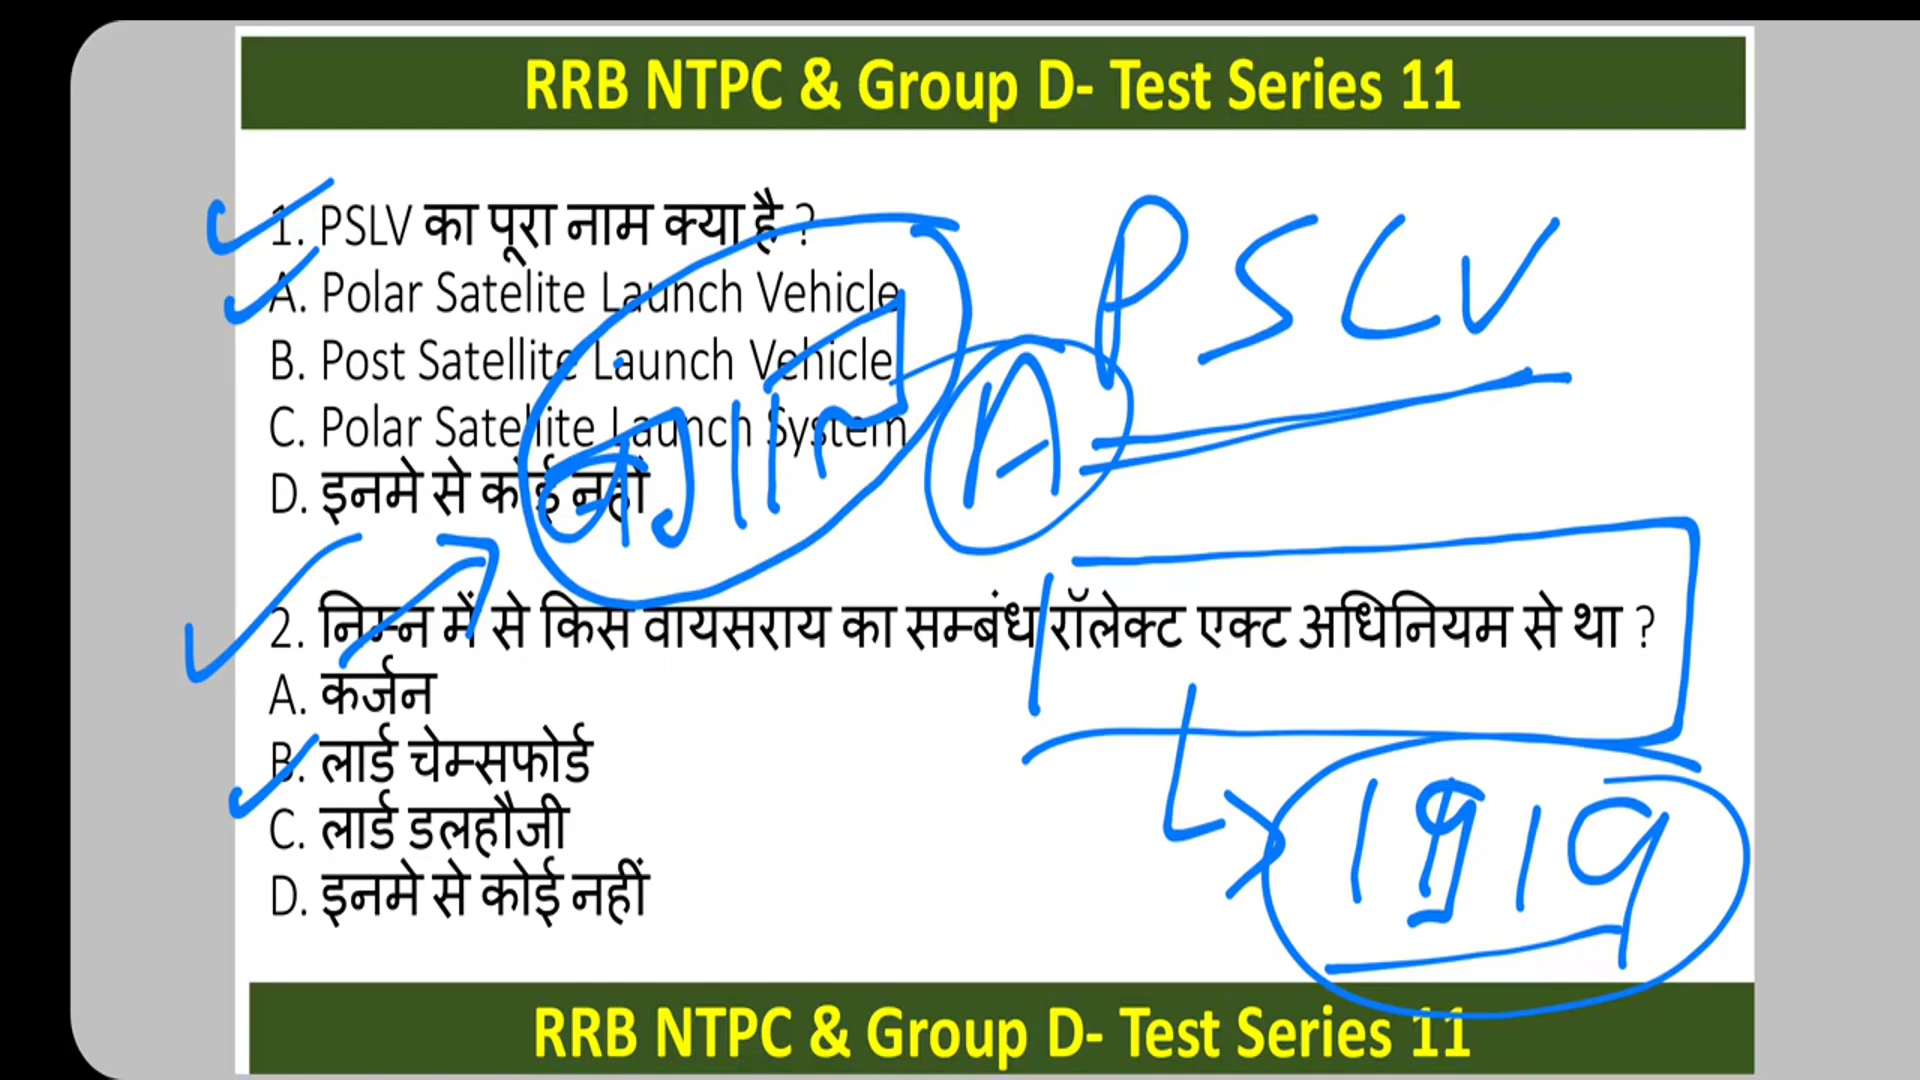 RRB NTPC & Group D- Test Series 11
1. PSLV का पूरा नाम क्या है ?
A. Polar Satelite Launch Vehicle
B. Post Satellite Launch Vehicle
C. Polar Satellite Launch System
D. इनमे से कोई नहीं
PSLV
A
2. निम्न में से किस वायसराय का सम्बंध रॉलेक्ट एक्ट अधिनियम से था ?
A. कर्जन
B. लार्ड चेम्सफोर्ड
C. लार्ड डलहौजी
D. इनमे से कोई नहीं
1919
RRB NTPC & Group D- Test Series 11